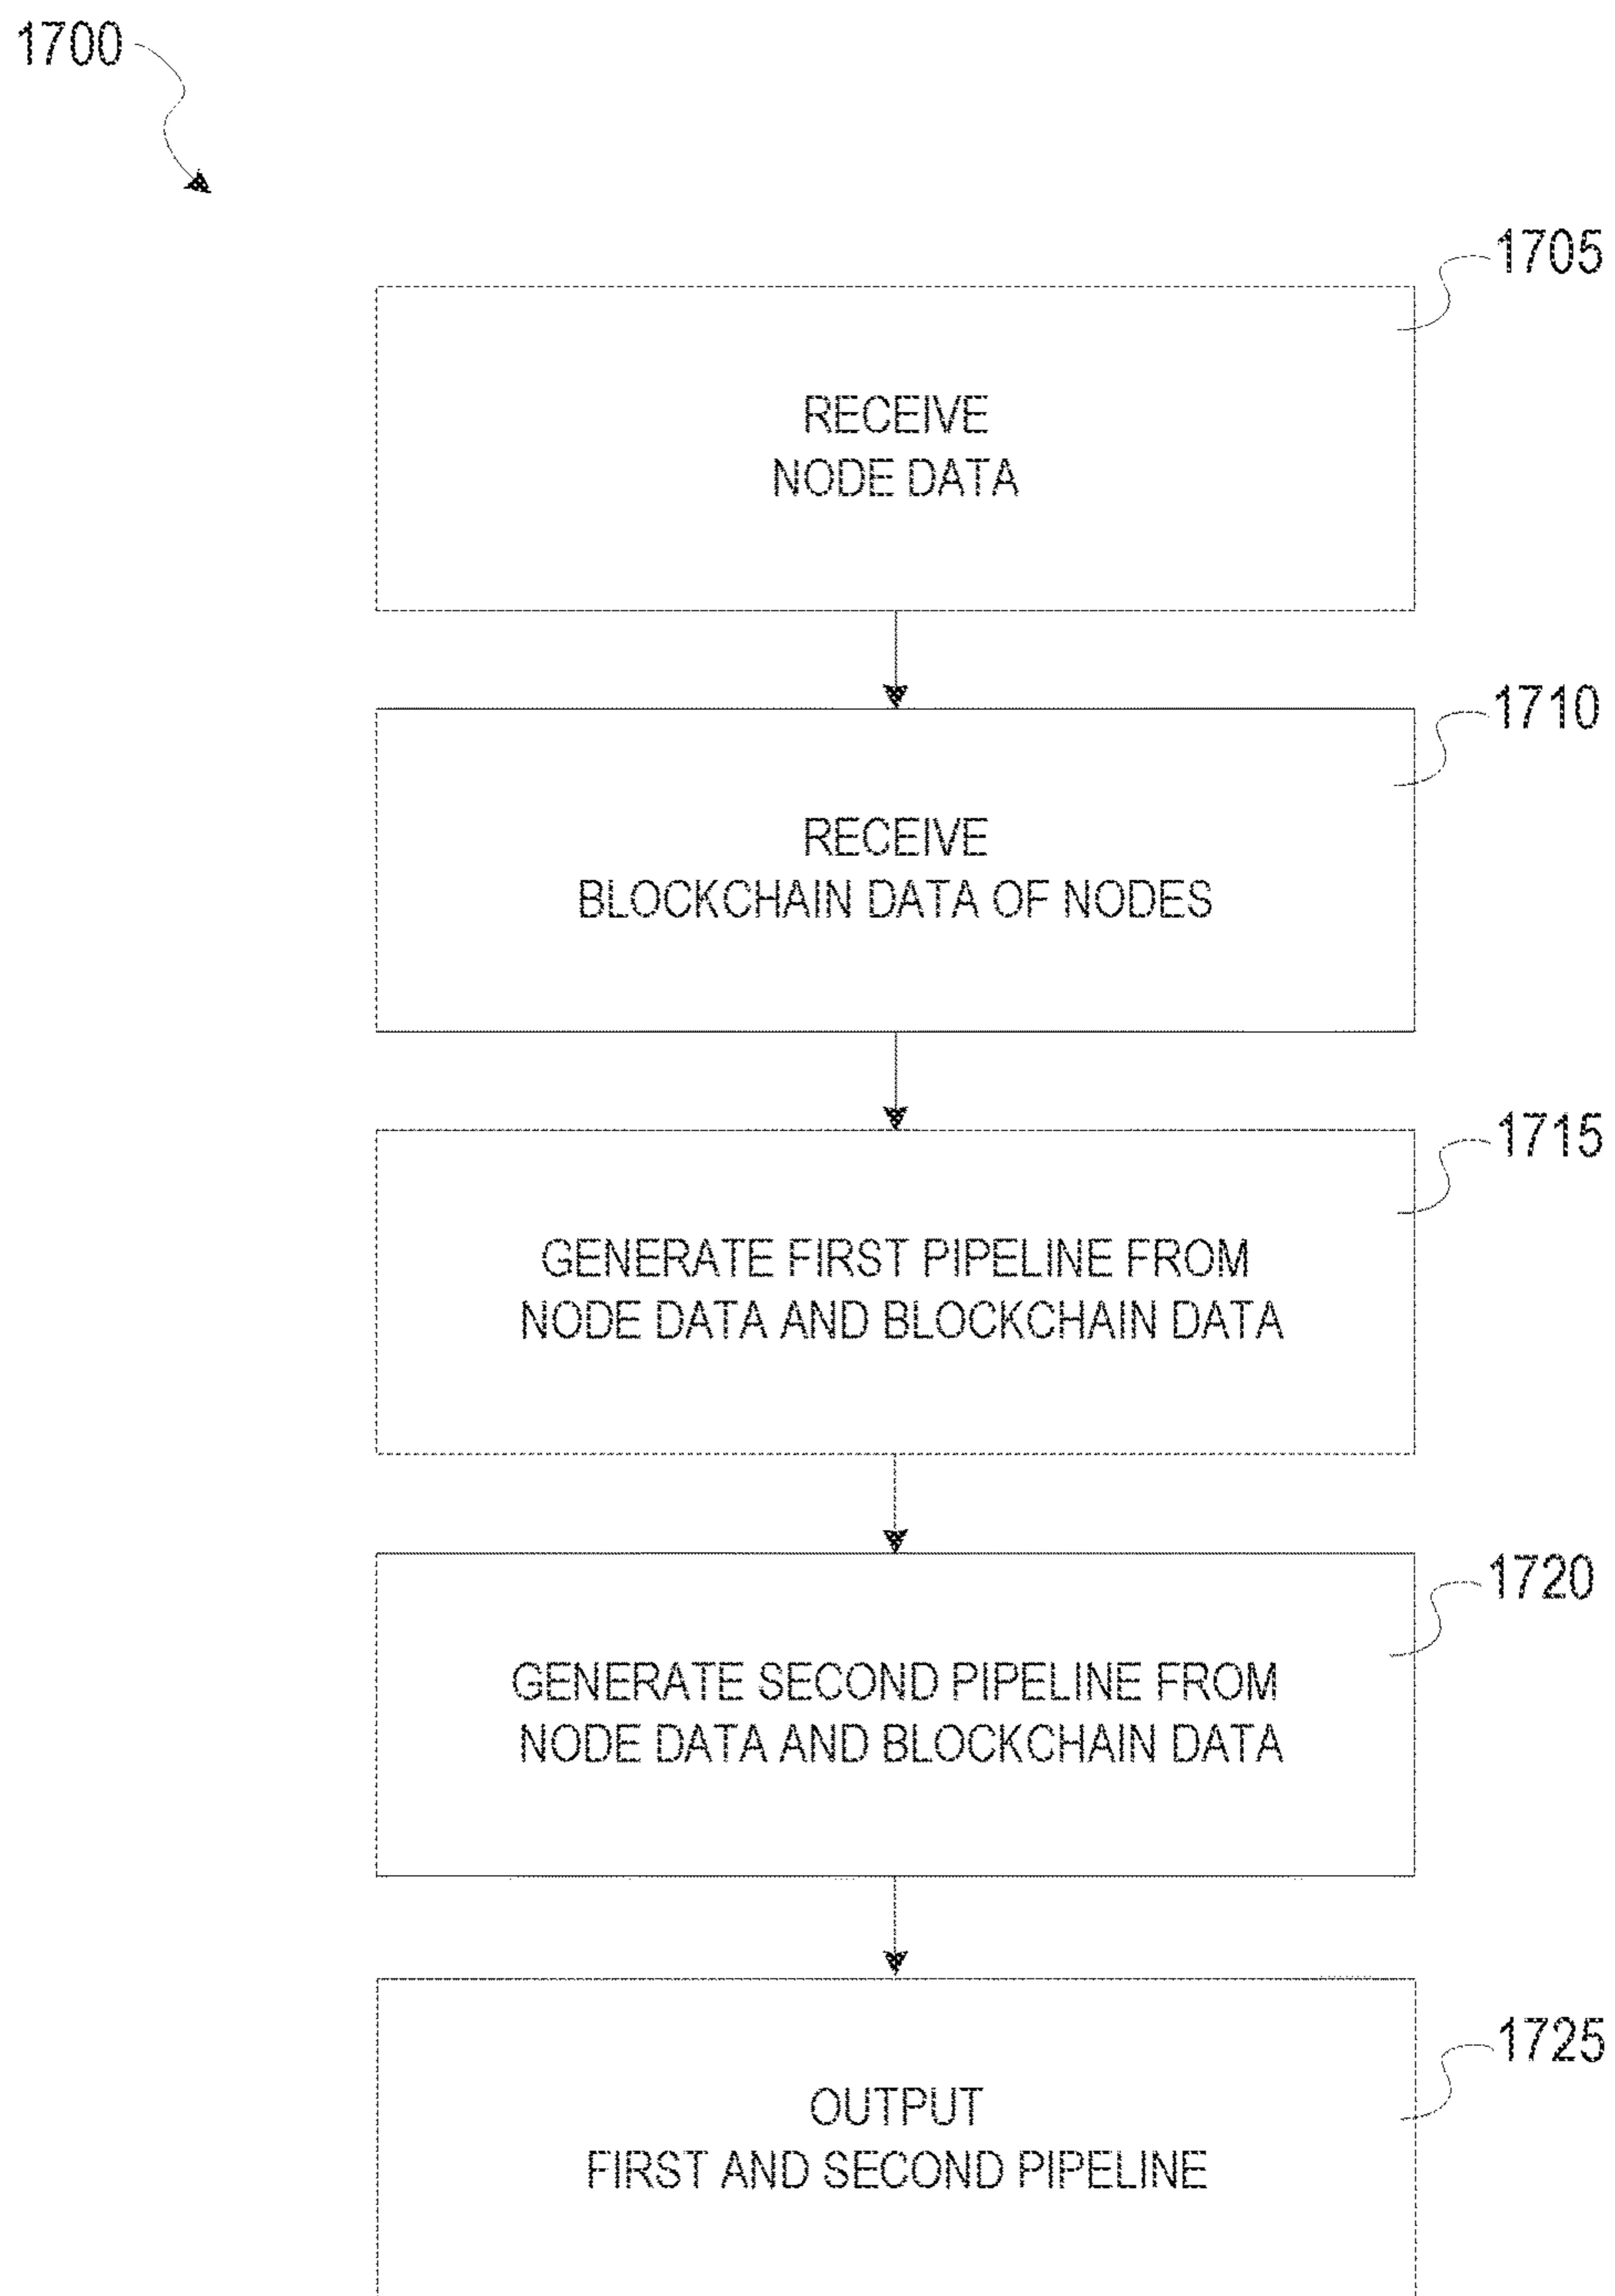 1700
1705
RECEIVE
NODE DATA
1710
RECEIVE
BLOCKCHAIN DATA OF NODES
1715
GENERATE FIRST PIPELINE FROM
NODE DATA AND BLOCKCHAIN DATA
1720
GENERATE SECOND PIPELINE FROM
NODE DATA AND BLOCKCHAIN DATA
1725
OUTPUT
FIRST AND SECOND PIPELINE